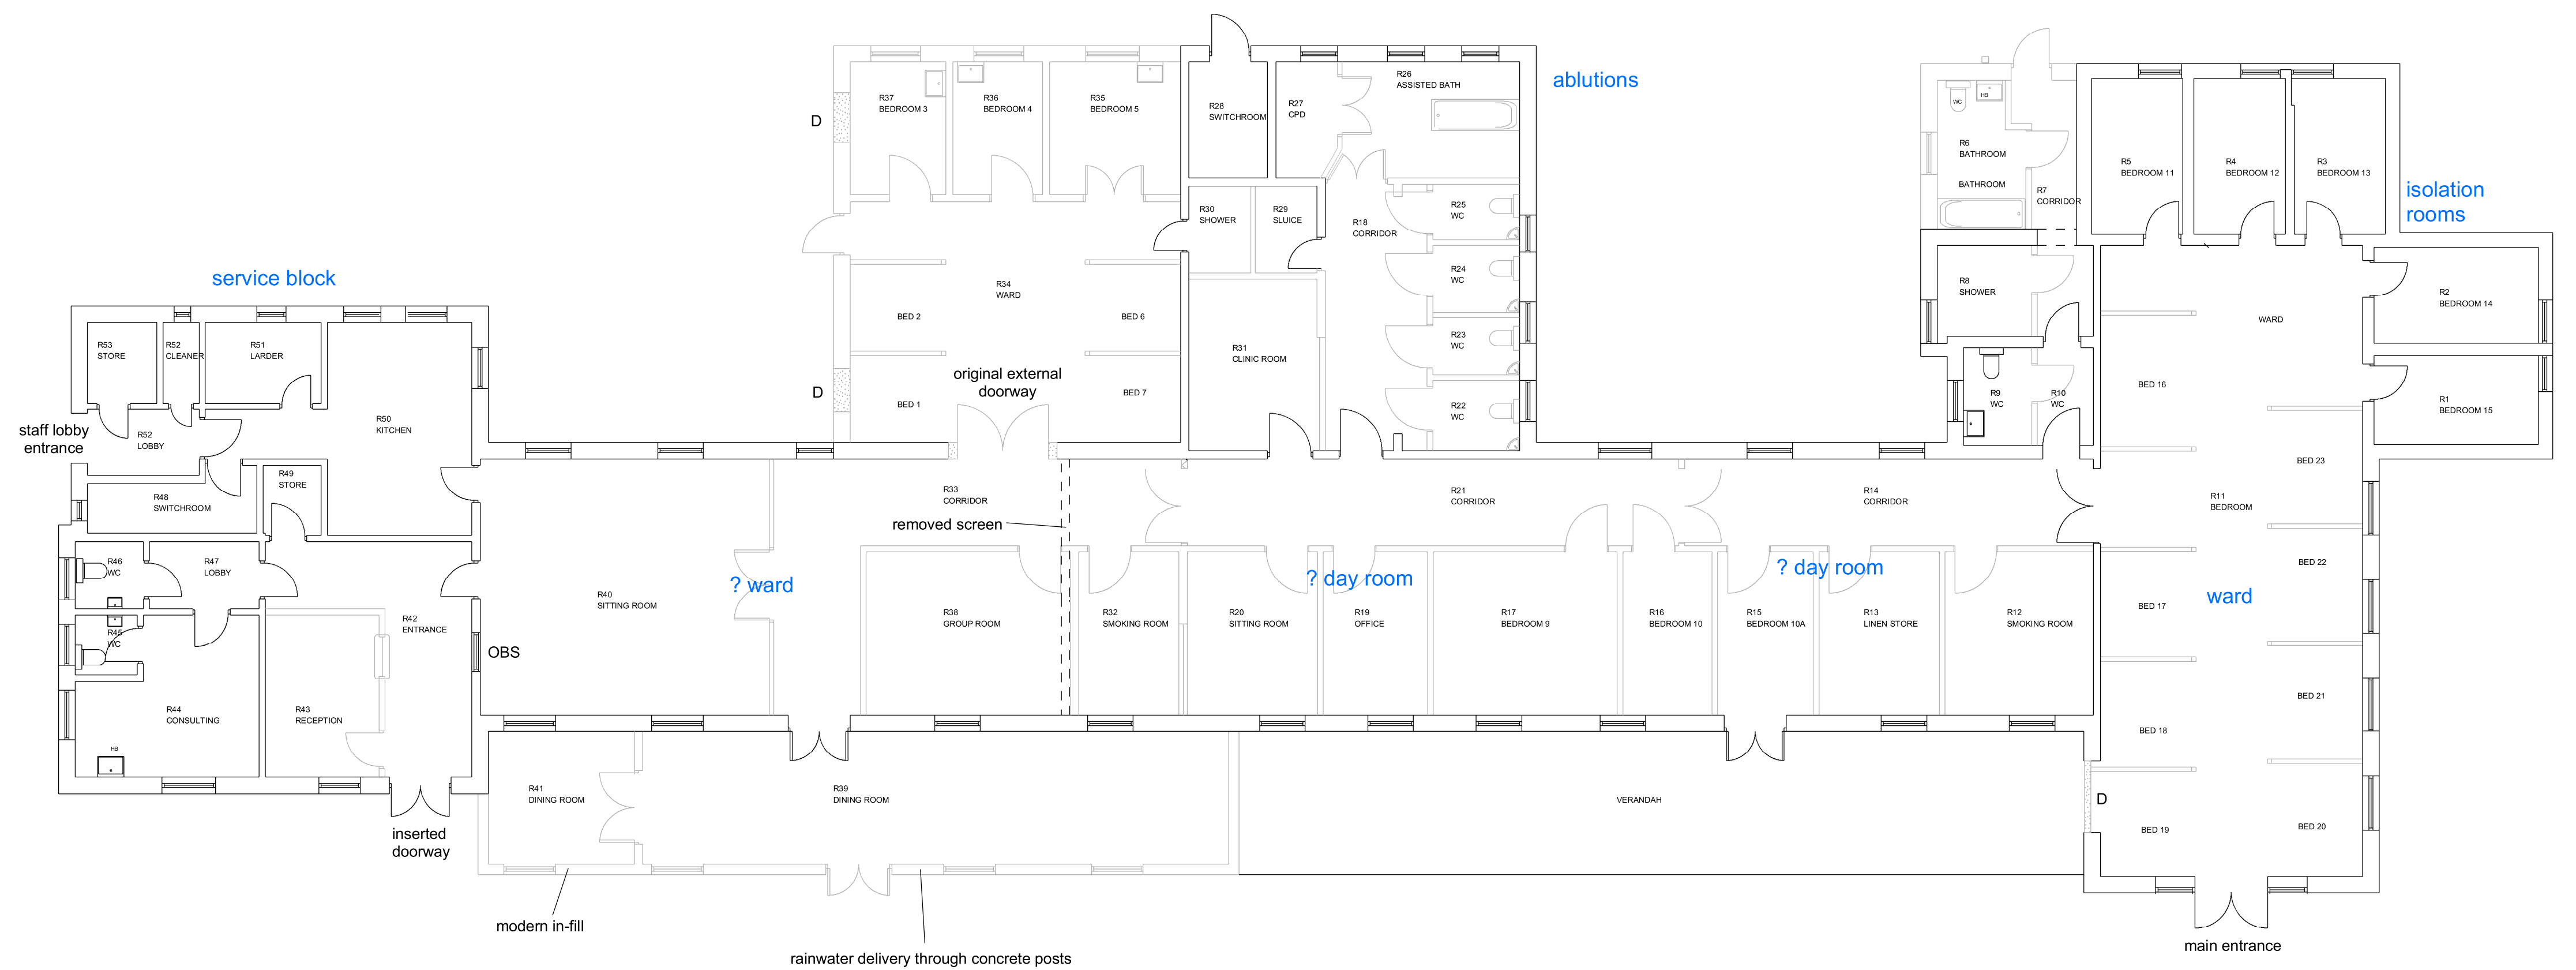 service block
ablutions
isolation
rooms
R37
BEDROOM 3
R36
BEDROOM 4
R35
BEDROOM 5
D
R28
SWITCHROOM
R27
CPD
R26
ASSISTED BATH
R30
SHOWER
R29
SLUICE
R18
CORRIDOR
R25
WC
R24
WC
R23
WC
R22
WC
R31
CLINIC ROOM
R34
WARD
BED 2
BED 6
BED 1
BED 7
D
original external
doorway
WC
HB
R6
BATHROOM
BATHROOM
R7
CORRIDOR
R5
BEDROOM 11
R4
BEDROOM 12
R3
BEDROOM 13
R8
SHOWER
R9
WC
R10
WC
R2
BEDROOM 14
R1
BEDROOM 15
WARD
BED 16
BED 23
R11
BEDROOM
BED 22
BED 17
ward
BED 21
BED 18
BED 19
BED 20
D
main entrance
R53
STORE
R52
CLEANER
R51
LARDER
R50
KITCHEN
R52
LOBBY
staff lobby
entrance
R49
STORE
R48
SWITCHROOM
R46
WC
R47
LOBBY
R45
WC
R42
ENTRANCE
R44
CONSULTING
HB
R43
RECEPTION
OBS
inserted
doorway
R40
SITTING ROOM
? ward
R33
CORRIDOR
removed screen
R38
GROUP ROOM
R32
SMOKING ROOM
R21
CORRIDOR
R20
SITTING ROOM
? day room
R19
OFFICE
R17
BEDROOM 9
R16
BEDROOM 10
R14
CORRIDOR
? day room
R15
BEDROOM 10A
R13
LINEN STORE
R12
SMOKING ROOM
R41
DINING ROOM
R39
DINING ROOM
VERANDAH
modern in-fill
rainwater delivery through concrete posts